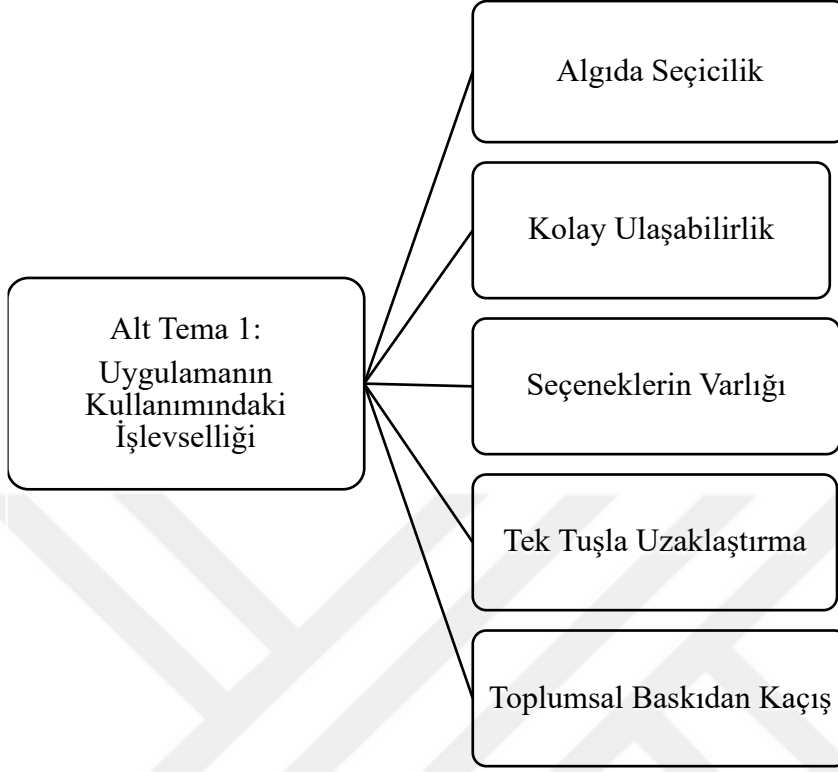 Algıda Seçicilik
Kolay Ulaşabilirlik
Alt Tema 1:
Uygulamanın
Kullanımındaki
İşlevselliği
Seçeneklerin Varlığı
Tek Tuşla Uzaklaştırma
Toplumsal Baskıdan Kaçış